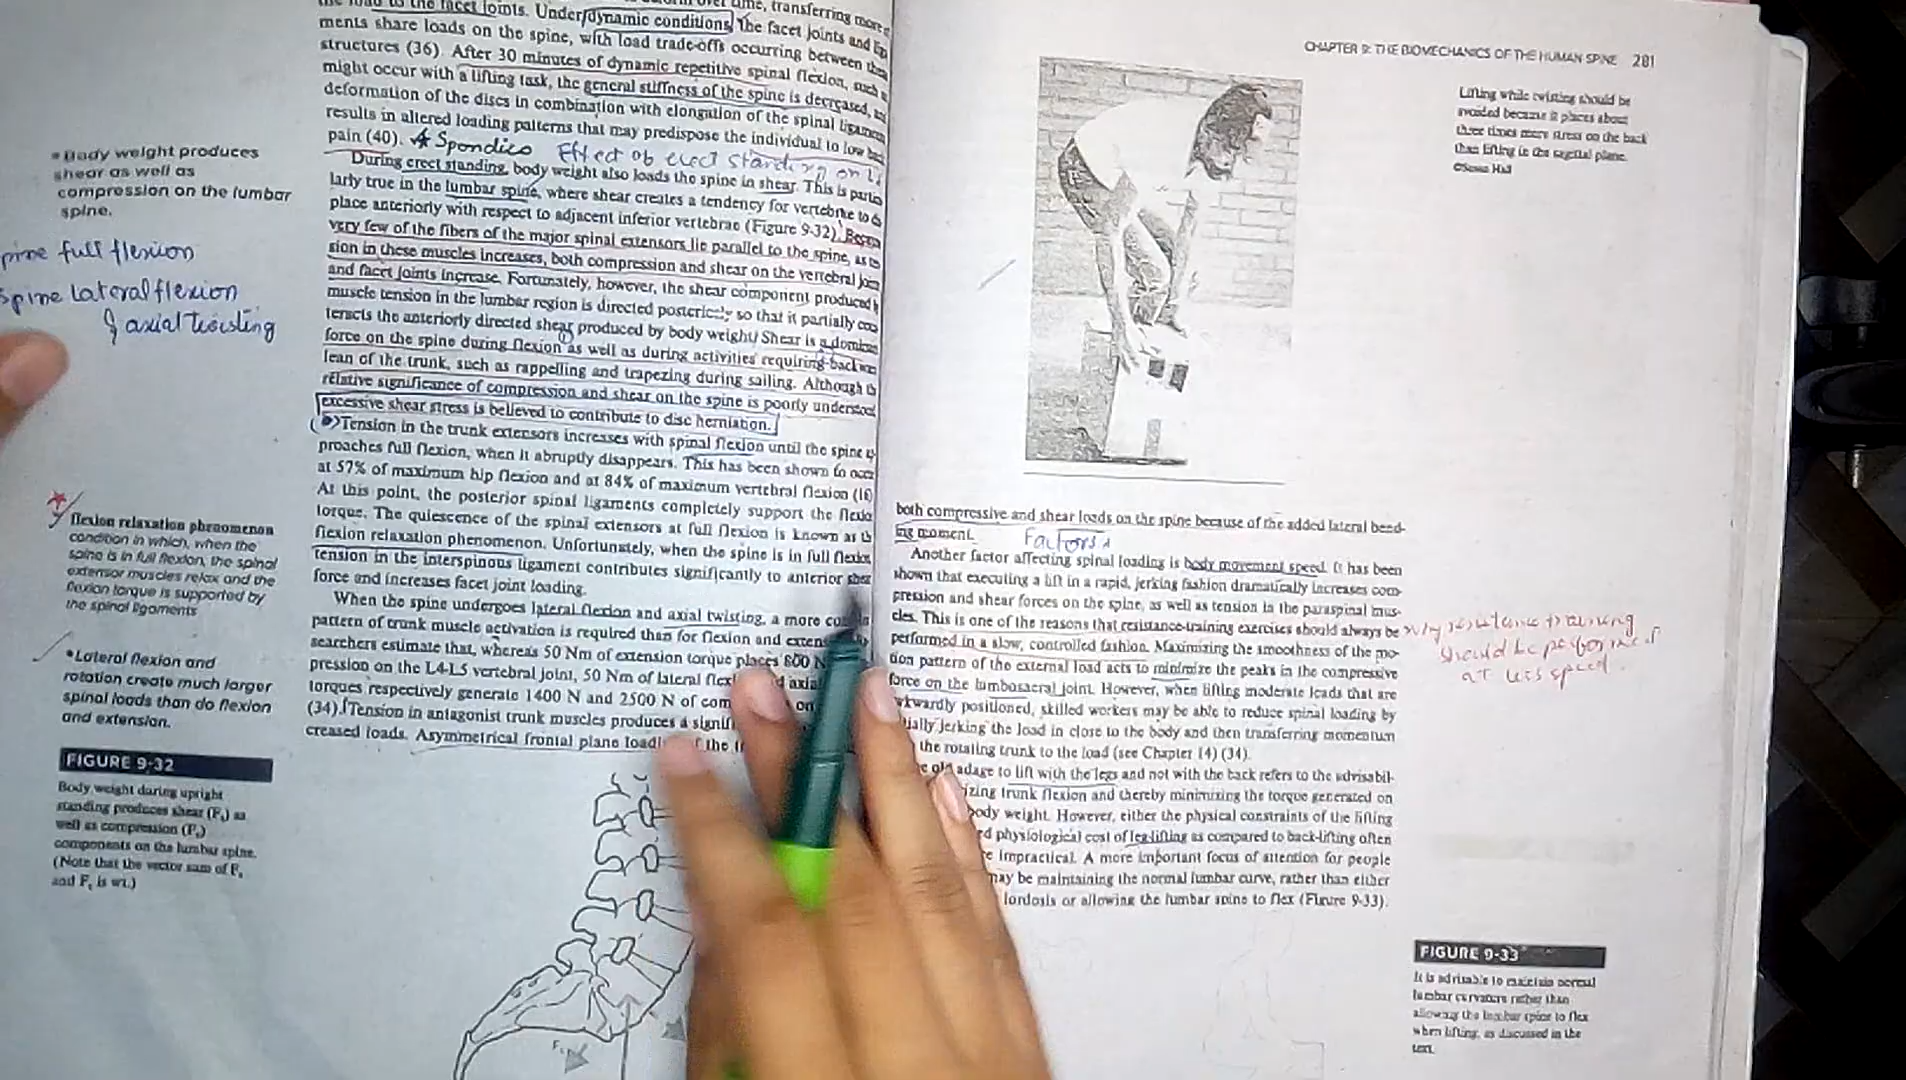 to the facet joints. Under dynamic conditions, the facet joints and
ments share loads on the spine, with load trade-offs occurring between
structures (36). After 30 minutes of dynamic repetitive spinal flexion, such
might occur with a lifting task, the general stiffness of the spine is decreased,
deformation of the discs in combination with elongation of the spinal
results in altered loading patterns that may predispose the individual to low
pain (40). Effect of erect standing on
During erect standing, body weight also loads the spine in shear. This is
larly true in the lumbar spine, where shear creates a tendency for vertebrae to
place anteriorly with respect to adjacent inferior vertebrae (Figure 9-32).
very few of the fibers of the major spinal extensors lie parallel to the spine, as
sion in these muscles increases, both compression and shear on the vertebral
and facet joints increase. Fortunately, however, the shear component produced
muscle tension in the lumbar region is directed posteriorly so that it partially
teracts the anteriorly directed shear produced by body weight. Shear is a
force on the spine during flexion as well as during activities requiring
lean of the trunk, such as rappelling and trapezing during sailing. Although
relative significance of compression and shear on the spine is poorly understood
excessive shear stress is believed to contribute to disc herniation.
Tension in the trunk extensors increases with spinal flexion until the spine
proaches full flexion, when it abruptly disappears. This has been shown to
at 57% of maximum hip flexion and at 84% of maximum vertebral flexion
At this point, the posterior spinal ligaments completely support the
torque. The quiescence of the spinal extensors at full flexion is known as
flexion relaxation phenomenon. Unfortunately, when the spine is in full
tension in the interspinous ligament contributes significantly to anterior
force and increases facet joint loading.
When the spine undergoes lateral flexion and axial twisting, a more
pattern of trunk muscle activation is required than for flexion and
searchers estimate that, whereas 50 Nm of extension torque places 800 N
pression on the L4-L5 vertebral joint, 50 Nm of lateral
torques respectively generate 1400 N and 2500 N of
(34). Tension in antagonist trunk muscles produces a
creased loads. Asymmetrical frontal plane
•Body weight produces
shear as well as
compression on the lumbar
spine.
full flexion
spine Lateral flexion
& axial twisting
flexion relaxation phenomenon
condition in which, when the
spine is in full flexion, the spinal
extensor muscles relax and the
flexion torque is supported by
the spinal ligaments
•Lateral flexion and
rotation create much larger
spinal loads than do flexion
and extension.
FIGURE 9-32
Body weight during upright
standing produces shear (Fs) as
well as compression (Fc)
components on the lumbar spine.
(Note that the vector sum of Fs
and Fc is wt.)
CHAPTER 9: THE BIOMECHANICS OF THE HUMAN SPINE 281
Lifting while twisting should be
avoided because it places about
three times more stress on the back
than lifting in the sagittal plane.
©Susan Hall
both compressive and shear loads on the spine because of the added lateral bend-
ing moment. Factors
Another factor affecting spinal loading is body movement speed. It has been
shown that executing a lift in a rapid, jerking fashion dramatically increases com-
pression and shear forces on the spine, as well as tension in the paraspinal mus-
cles. This is one of the reasons that resistance-training exercises should always be
performed in a slow, controlled fashion. Maximizing the smoothness of the mo-
tion pattern of the external load acts to minimize the peaks in the compressive
force on the lumbosacral joint. However, when lifting moderate loads that are
positioned, skilled workers may be able to reduce spinal loading by
jerking the load in close to the body and then transferring momentum
the rotating trunk to the load (see Chapter 14) (34).
adage to lift with the legs and not with the back refers to the advisabil-
trunk flexion and thereby minimizing the torque generated on
body weight. However, either the physical constraints of the lifting
physiological cost of leg-lifting as compared to back-lifting often
impractical. A more important focus of attention for people
may be maintaining the normal lumbar curve, rather than either
lordosis or allowing the lumbar spine to flex (Figure 9-33).
why resistance training
should be performed
at less speed.
FIGURE 9-33
It is advisable to maintain normal
lumbar curvature rather than
allowing the lumbar spine to flex
when lifting, as discussed in the
text.